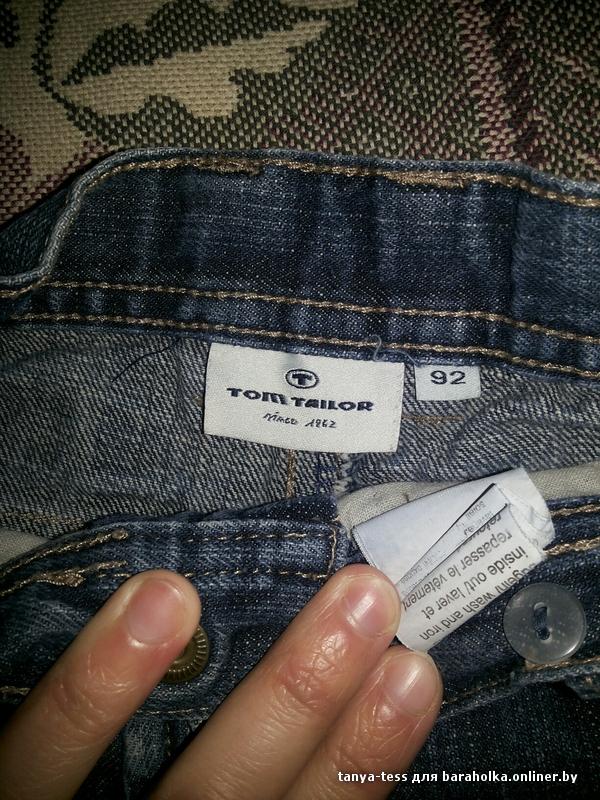 T
TOM TAILOR
since 1962
92
repasser le vêtement
inside out/ laver et
wash and iron
tanya-tess для baraholka.onliner.by